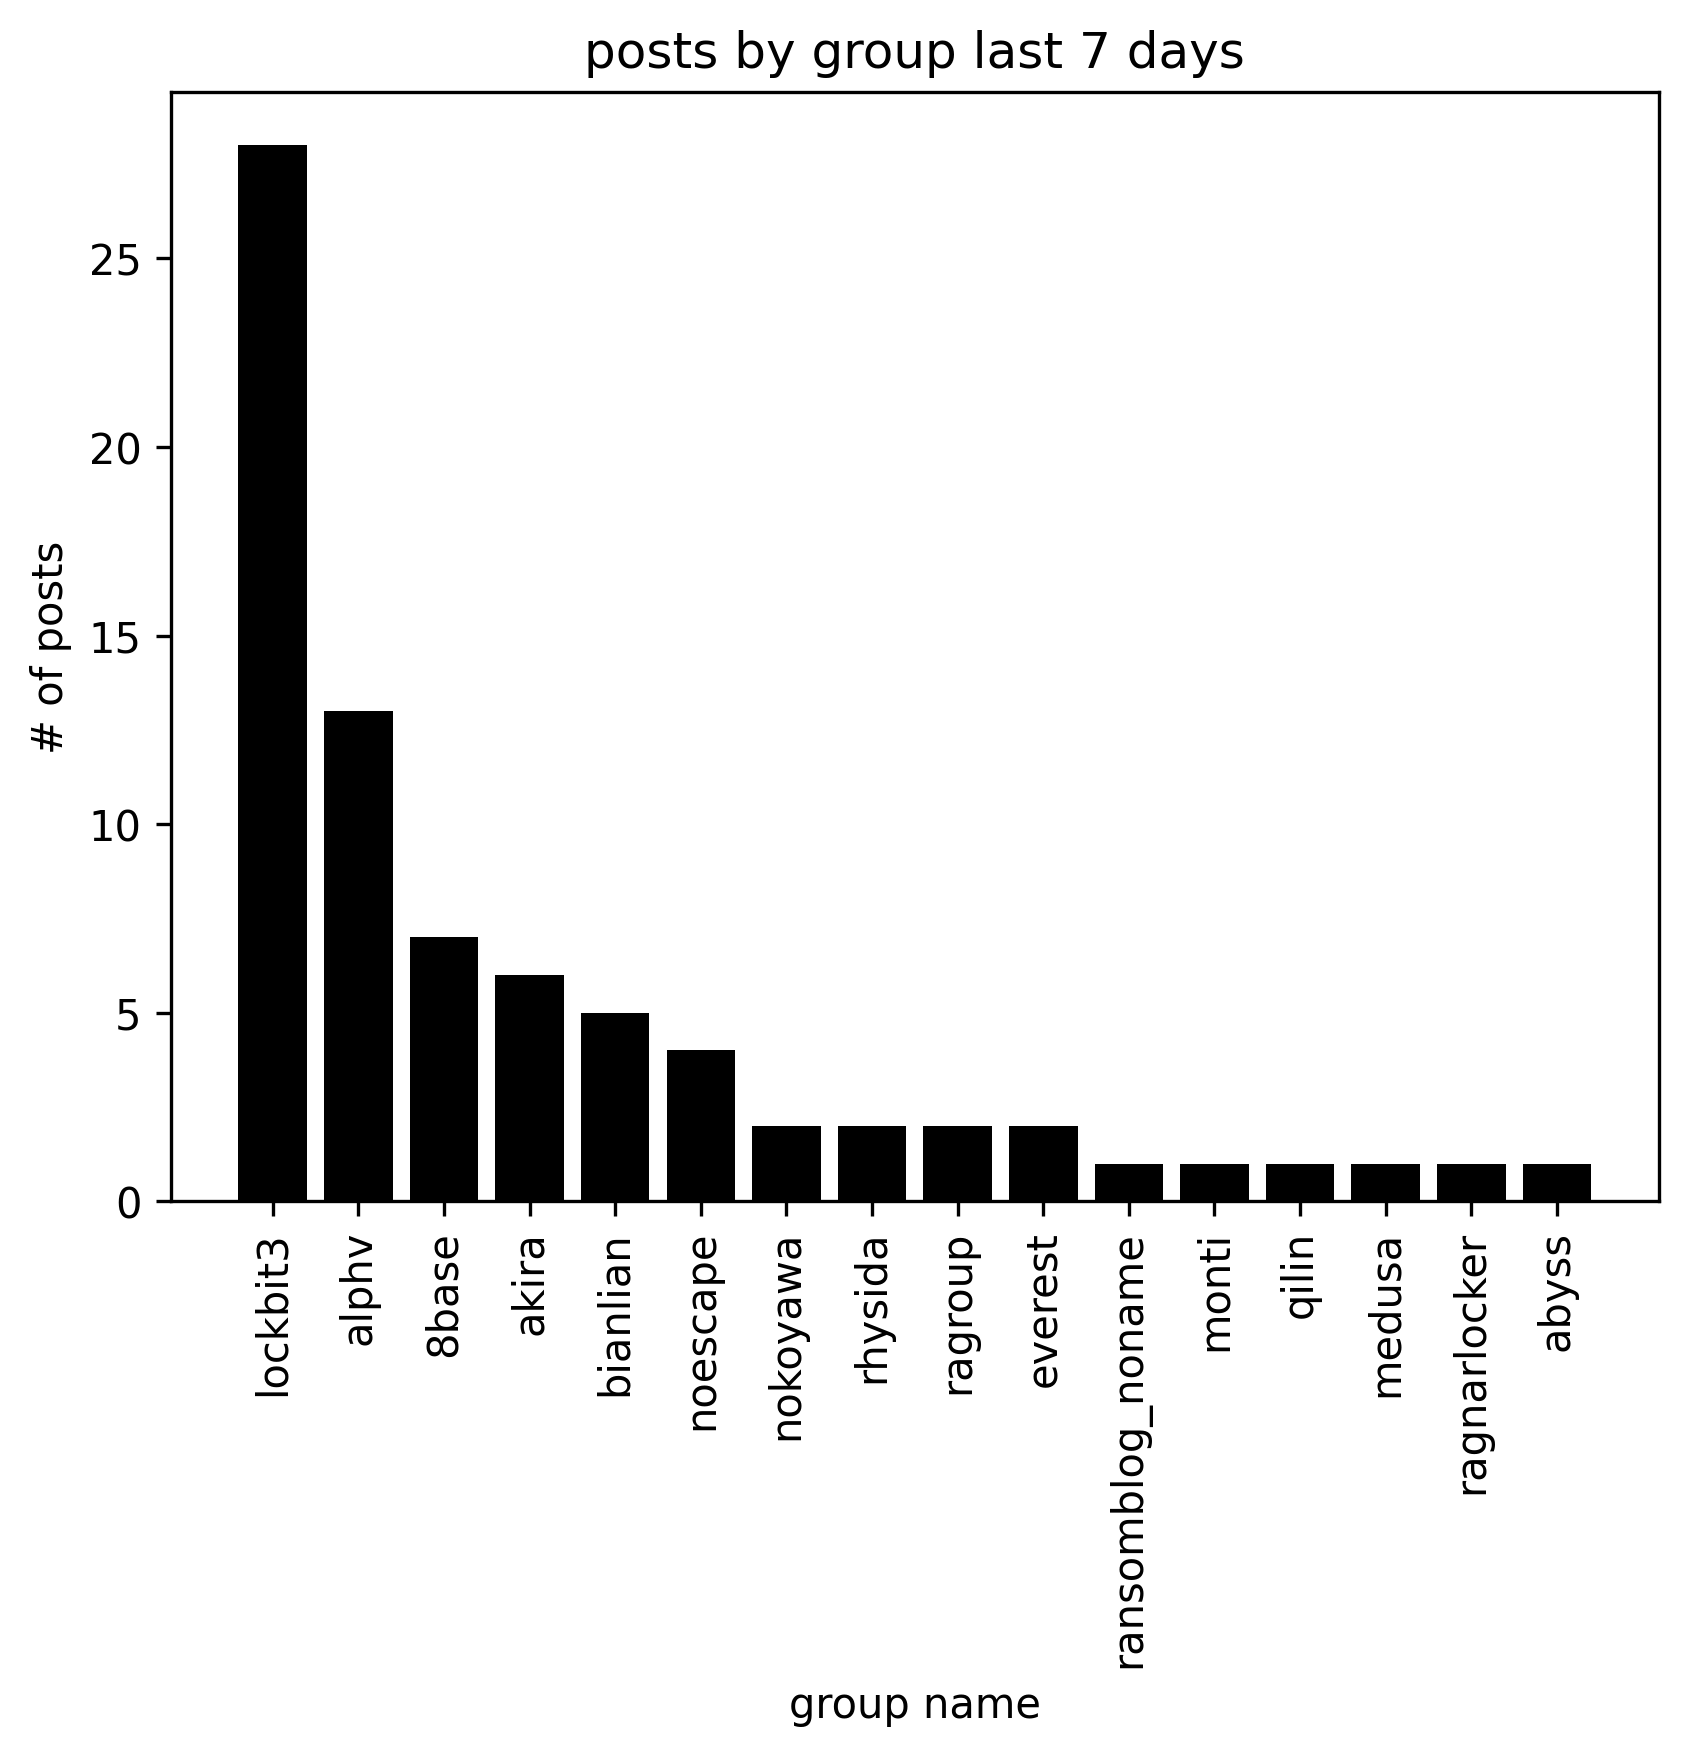 posts by group last 7 days
# of posts
25
20
15
10
5
0
lockbit3
alphv
8base
akira
bianlian
noescape
nokoyawa
rhysida
ragroup
everest
ransomblog_noname
monti
qilin
medusa
ragnarlocker
abyss
group name